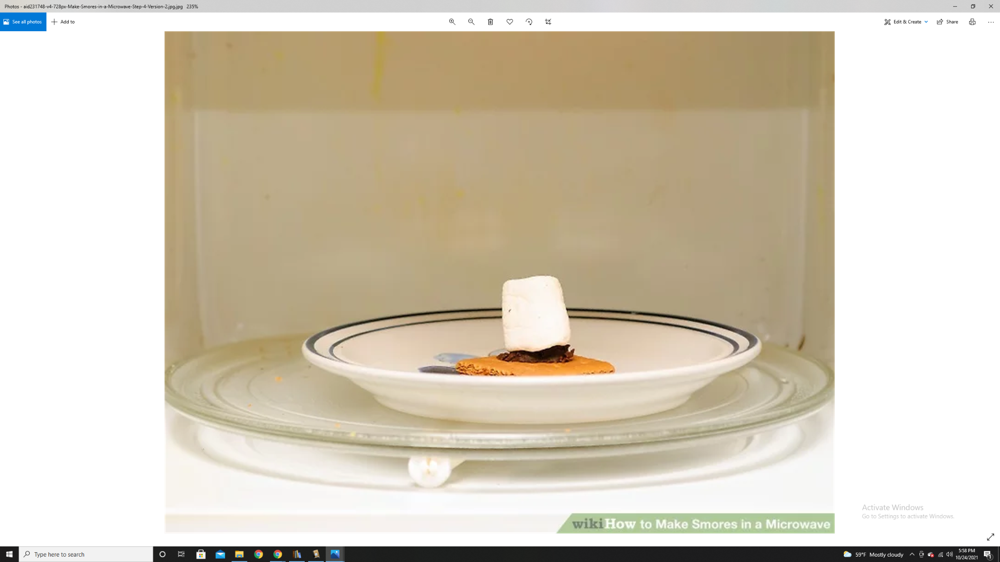 Photos - aid231748-v4-728px-Make-Smores-in-a-Microwave-Step-4-Version-2.jpg.jpg 235%
See all photos
Add to
Edit & Create
Share
wikiHow to Make Smores in a Microwave
Activate Windows
Go to Settings to activate Windows.
Type here to search
59°F Mostly cloudy
5:58 PM
10/24/2021
1